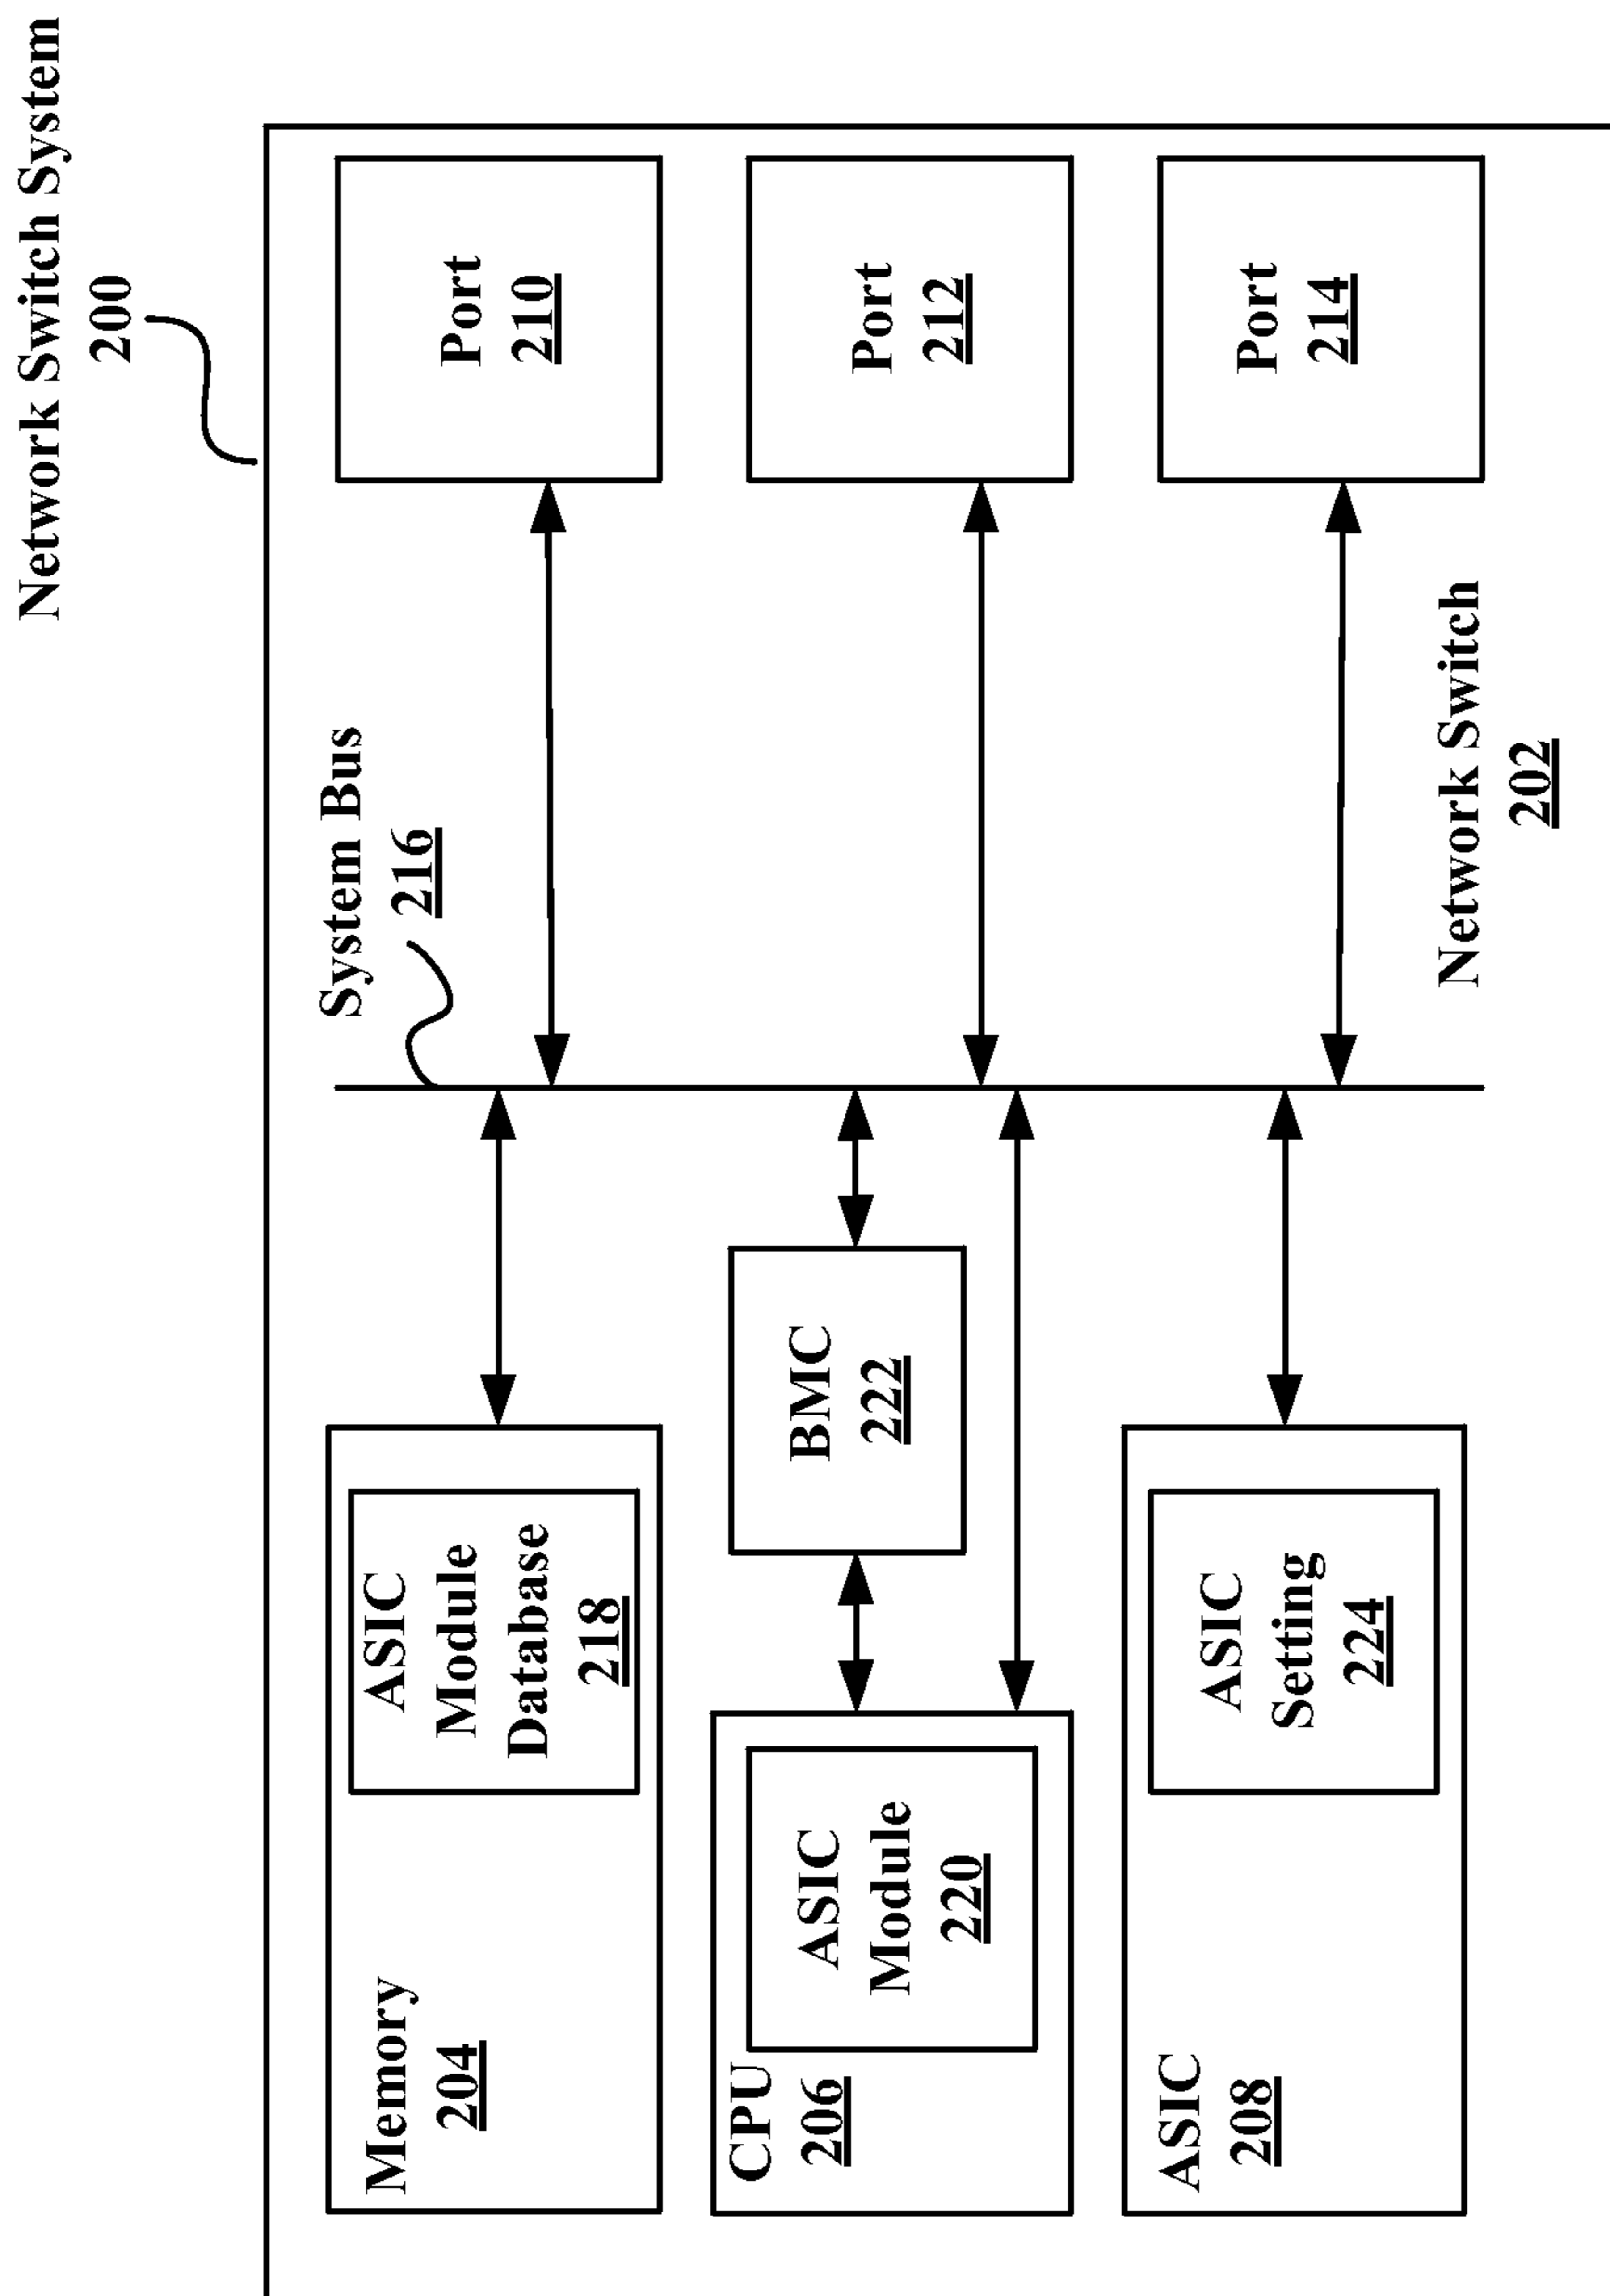 Network Switch System
200
System Bus
216
Memory
204
ASIC
Module
Database
218
Port
210
CPU
206
ASIC
Module
220
BMC
222
Port
212
ASIC
208
ASIC
Setting
224
Port
214
Network Switch
202